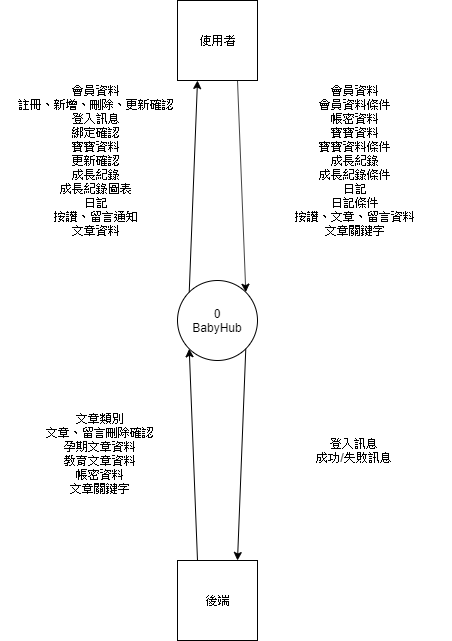 使用者
會員資料
註冊、新增、刪除、更新確認
登入訊息
綁定確認
寶寶資料
更新確認
成長紀錄
成長紀錄圖表
日記
按讚、留言通知
文章資料
會員資料
會員資料條件
帳密資料
寶寶資料
寶寶資料條件
成長紀錄
成長紀錄條件
日記
日記條件
按讚、文章、留言資料
文章關鍵字
0
BabyHub
文章類別
文章、留言刪除確認
孕期文章資料
教育文章資料
帳密資料
文章關鍵字
登入訊息
成功/失敗訊息
後端